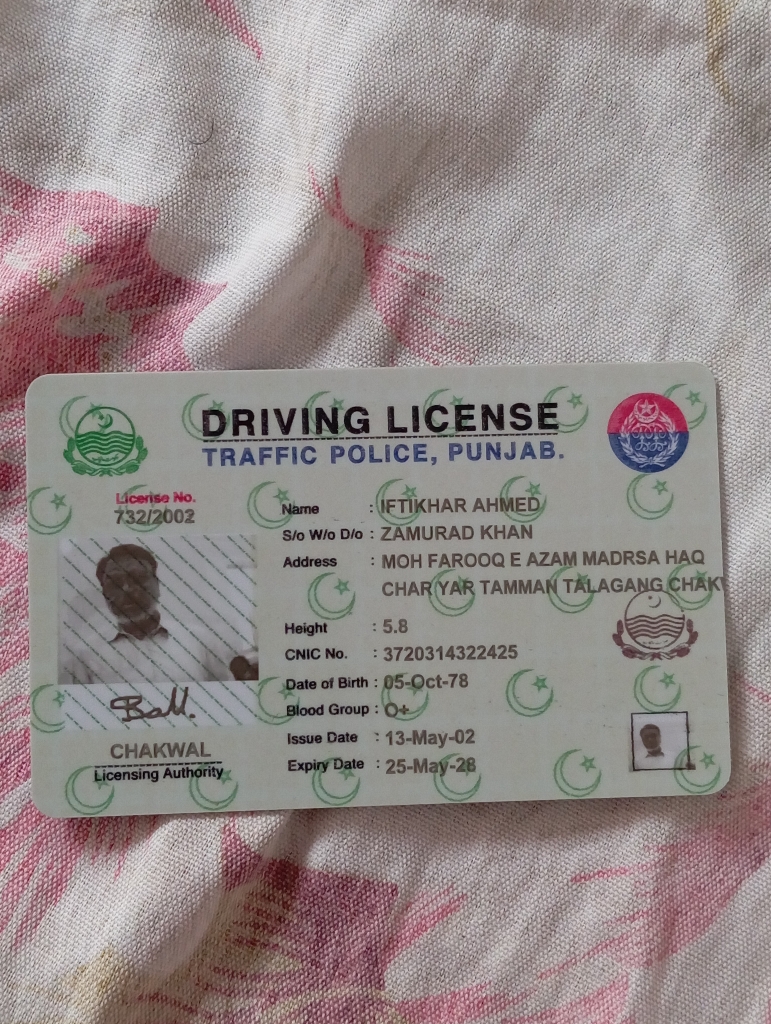 DRIVING LICENSE
TRAFFIC POLICE, PUNJAB.
License No.
732/2002
Name : IFTIKHAR AHMED
S/o W/o D/o : ZAMURAD KHAN
Address : MOH FAROOQ E AZAM MADRSA HAQ
CHAR YAR TAMMAN TALAGANG CHAKW
Height : 5.8
CNIC No. : 3720314322425
Date of Birth : 05-Oct-78
Blood Group : O+
Issue Date : 13-May-02
Expiry Date : 25-May-28
CHAKWAL
Licensing Authority